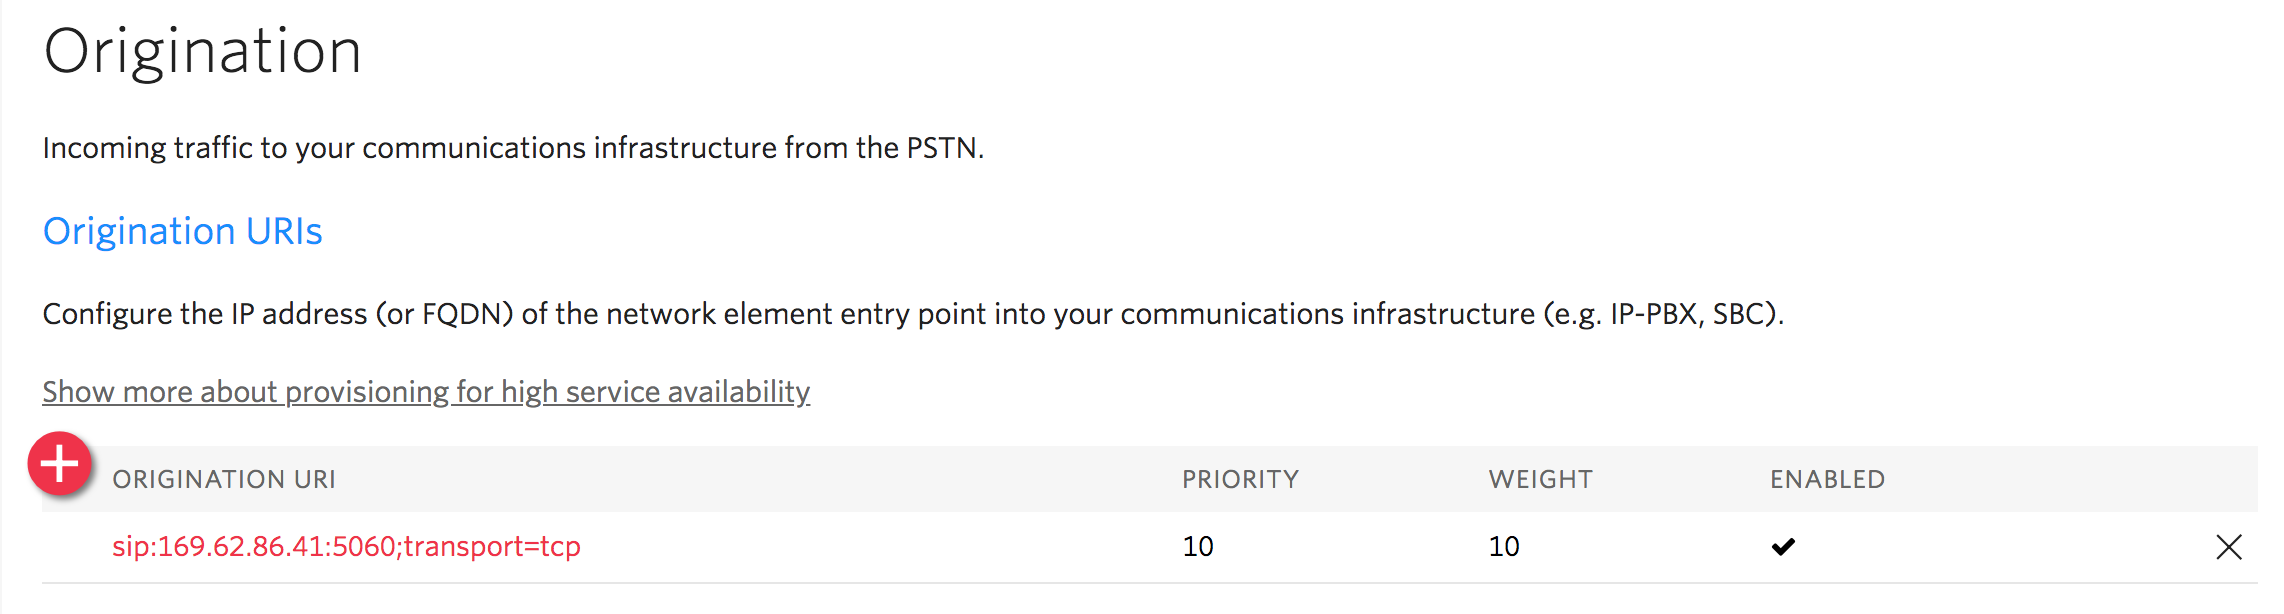 Origination
Incoming traffic to your communications infrastructure from the PSTN.
Origination URIs
Configure the IP address (or FQDN) of the network element entry point into your communications infrastructure (e.g. IP-PBX, SBC).
Show more about provisioning for high service availability
ORIGINATION URI PRIORITY WEIGHT ENABLED
sip:169.62.86.41:5060;transport=tcp 10 10